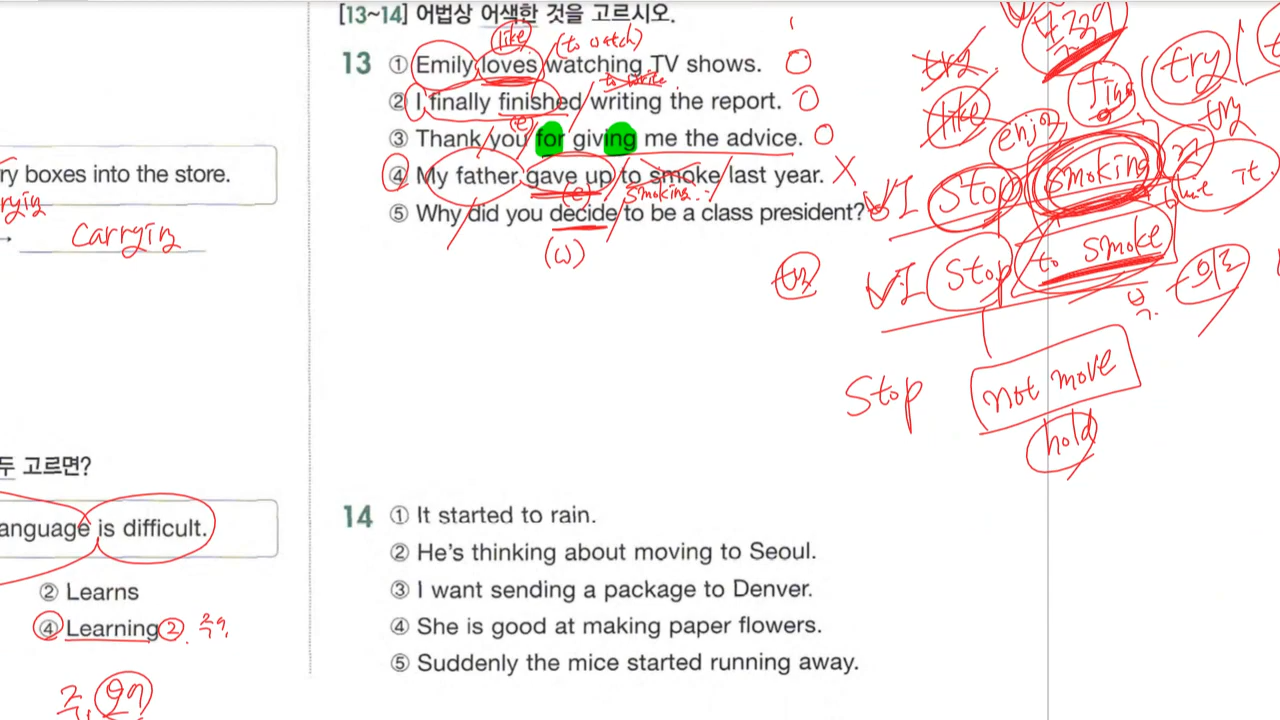 [13~14] 어법상 어색한 것을 고르시오.
13 ① Emily loves watching TV shows.
like (to watch)
② I finally finished writing the report.
to write
③ Thank you for giving me the advice.
④ My father gave up to smoke last year. X
smoking
⑤ Why did you decide to be a class president?
14 ① It started to rain.
② He's thinking about moving to Seoul.
③ I want sending a package to Denver.
④ She is good at making paper flowers.
⑤ Suddenly the mice started running away.
ry boxes into the store.
rying
→ carrying
두 고르면?
anguage is difficult.
② Learns
④ Learning ②
try
like
enjoy
try
try
I stop smoking
it.
I stop to smoke
stop not move
hold